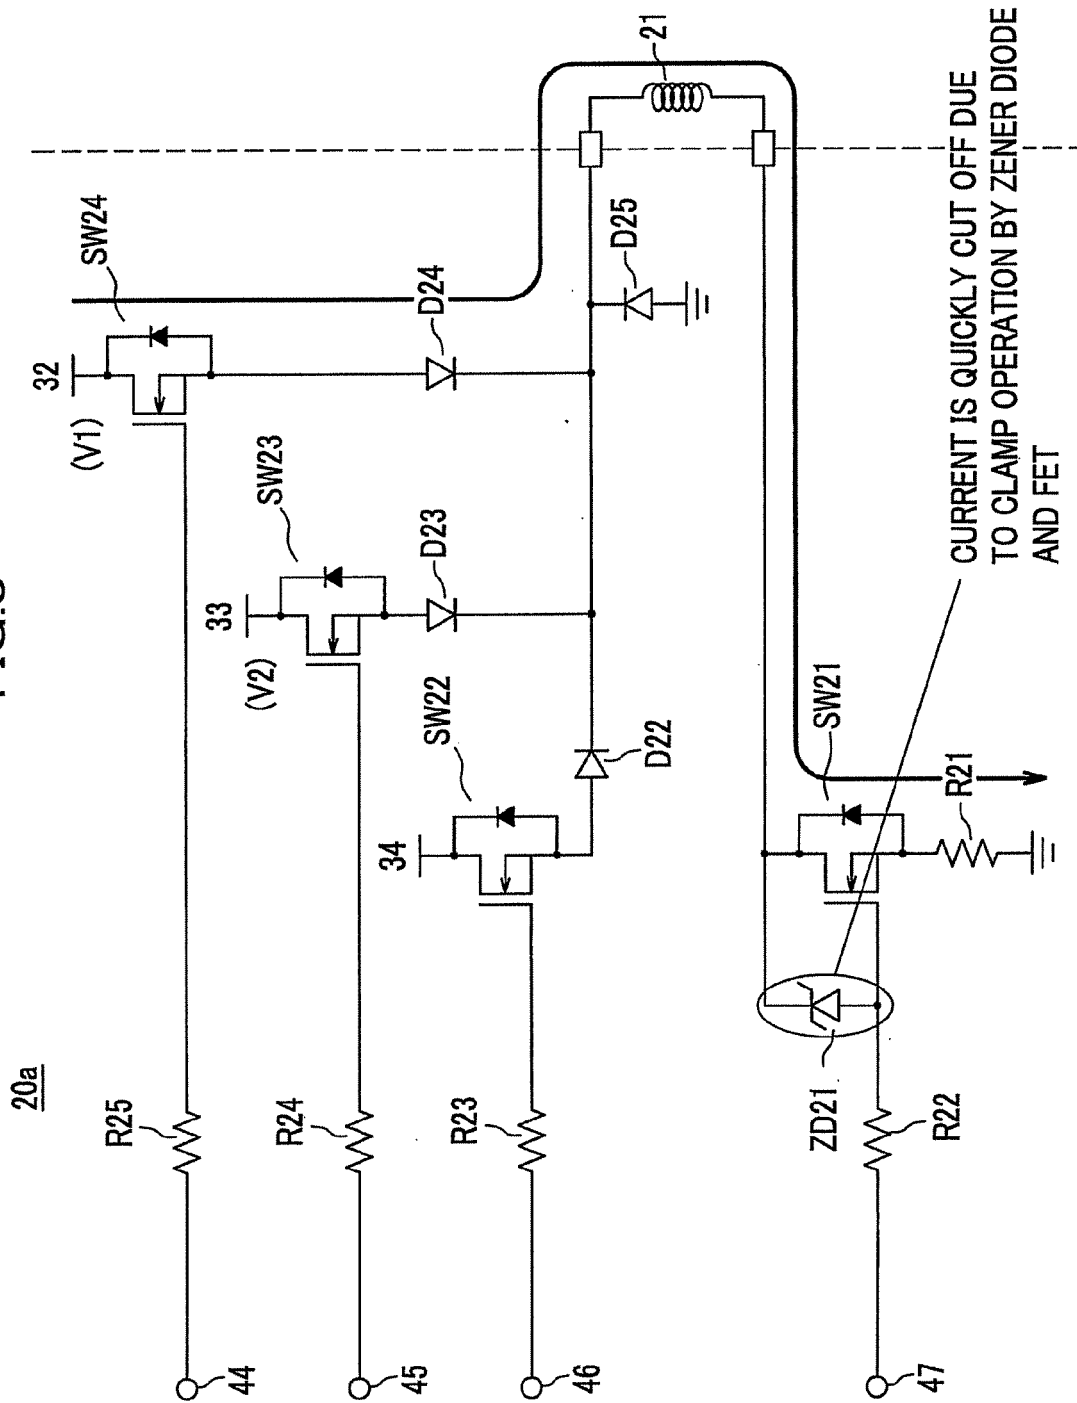 20a
32
(V1)
SW24
33
(V2)
SW23
34
SW22
D24
D23
D22
D25
21
R25
R24
R23
R22
ZD21
SW21
R21
44
45
46
47
CURRENT IS QUICKLY CUT OFF DUE
TO CLAMP OPERATION BY ZENER DIODE
AND FET